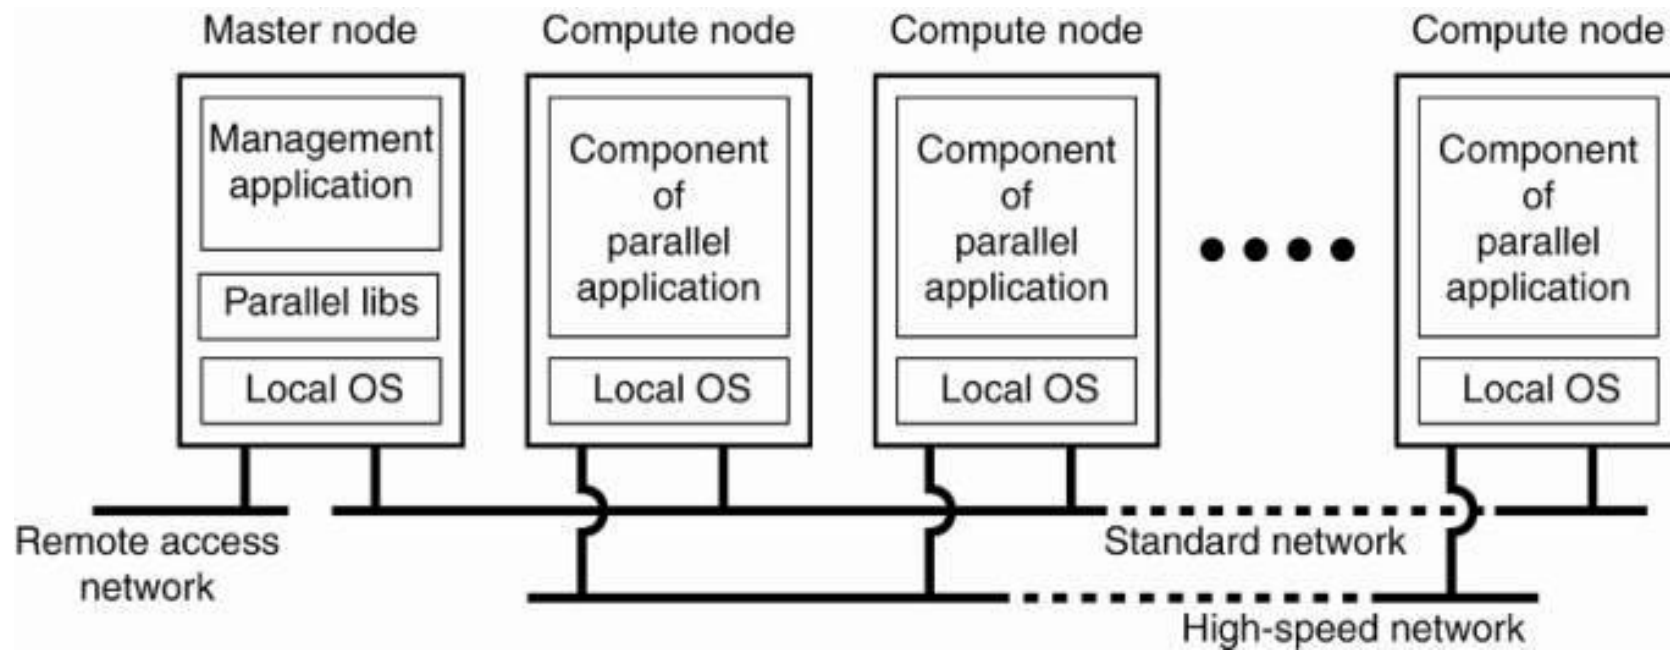 Master node
Compute node
Compute node
Compute node
Management
application
Parallel libs
Local OS
Component
of
parallel
application
Local OS
Component
of
parallel
application
Local OS
Component
of
parallel
application
Local OS
Remote access
network
Standard network
High-speed network